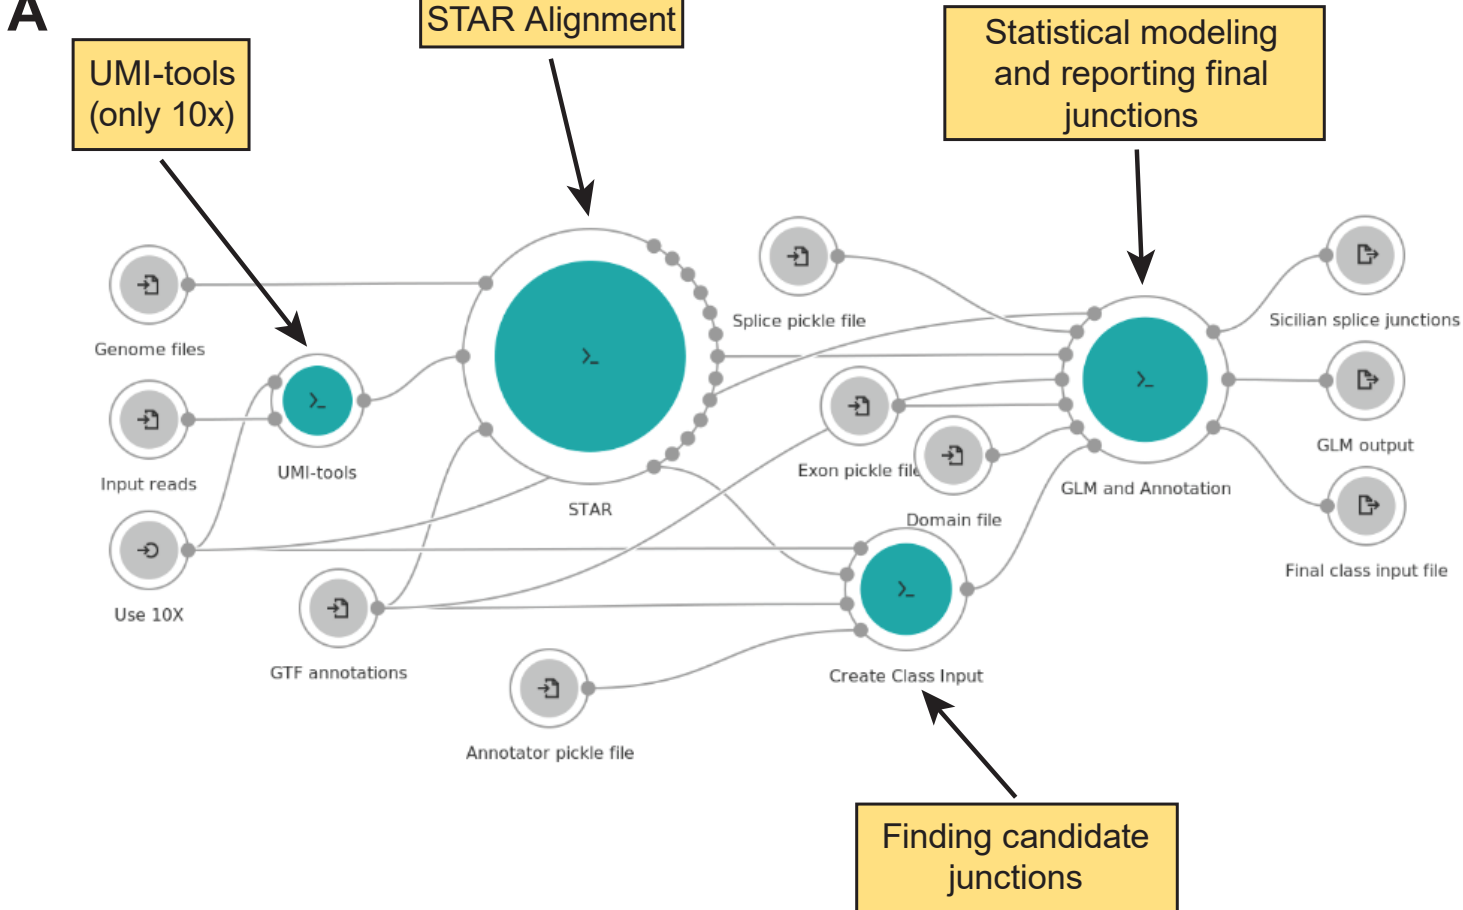 A
STAR Alignment
UMI-tools
(only 10x)
Statistical modeling
and reporting final
junctions
Genome files
Input reads
Use 10X
UMI-tools
GTF annotations
STAR
Annotator pickle file
Splice pickle file
Exon pickle file
Domain file
Create Class Input
GLM and Annotation
Sicilian splice junctions
GLM output
Final class input file
Finding candidate
junctions